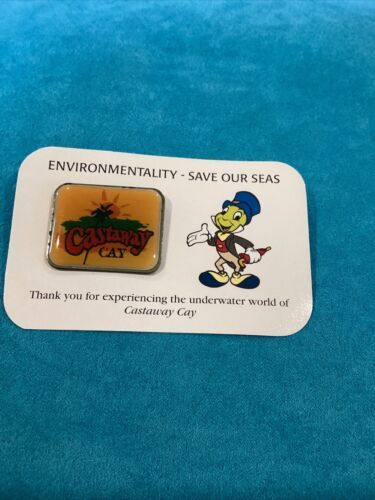 ENVIRONMENTALITY - SAVE OUR SEAS
Castaway
CAY
Thank you for experiencing the underwater world of
Castaway Cay